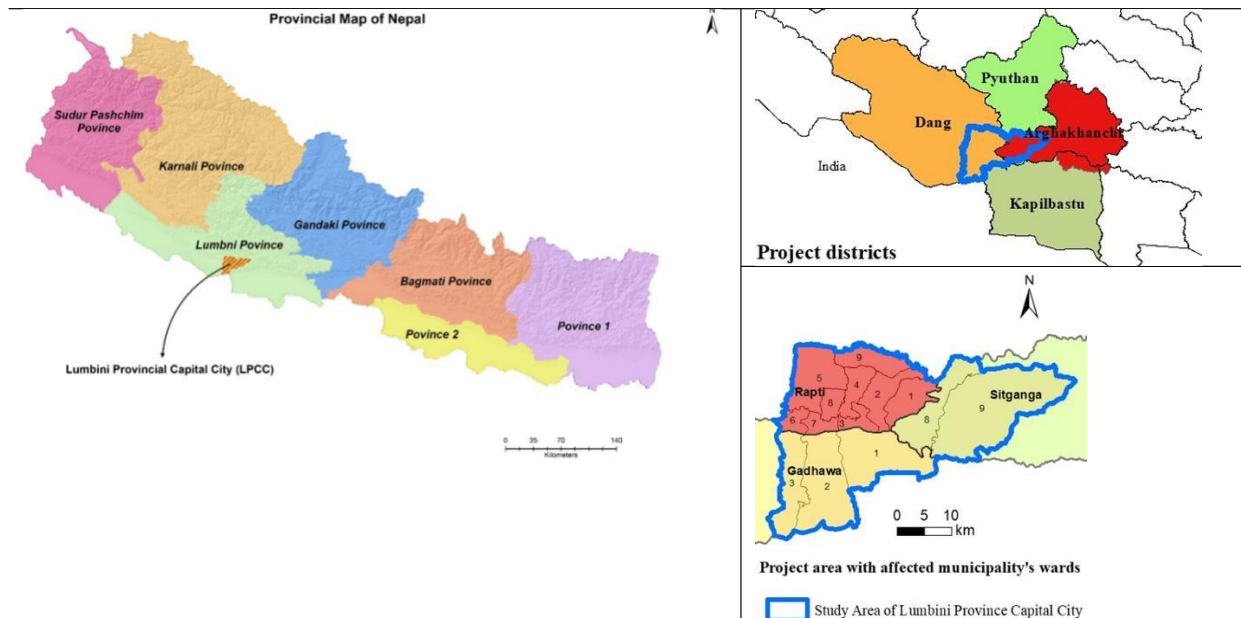 Provincial Map of Nepal
N
Sudur Pashchim
Povince
Karnali Povince
Gandaki Povince
Lumbni Povince
Bagmati Povince
Povince 2
Povince 1
Lumbini Provincial Capital City (LPCC)
0 35 70 140
Kilometers
Pyuthan
Dang
Arghakhanchi
India
Kapilbastu
Project districts
N
9
5
4
2
1
Rapti
8
6
7
3
Sitganga
8
9
1
Gadhawa
3
2
0 5 10
km
Project area with affected municipality's wards
Study Area of Lumbini Province Capital City